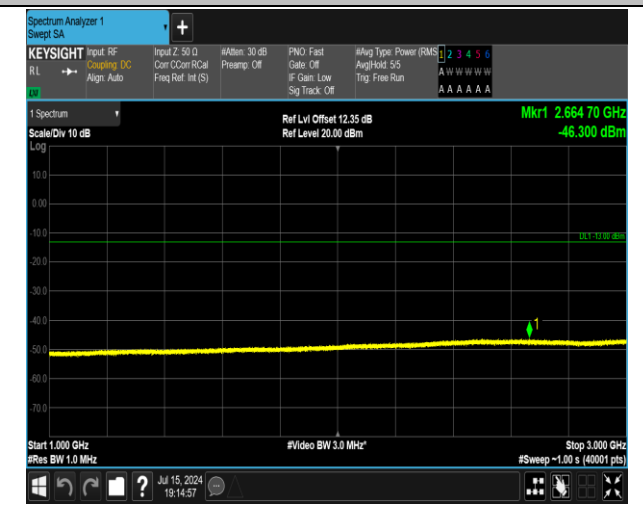 Spectrum Analyzer 1
Swept SA
+
KEYSIGHT
RL
LXI
Input: RF
Coupling: DC
Align: Auto
Input Z: 50 Ω
Corr CCorr RCal
Freq Ref: Int (S)
#Atten: 30 dB
Preamp: Off
PNO: Fast
Gate: Off
IF Gain: Low
Sig Track: Off
#Avg Type: Power (RMS
Avg|Hold: 5/5
Trig: Free Run
1 2 3 4 5 6
A W W W W W
A A A A A A
1 Spectrum
Scale/Div 10 dB
Ref Lvl Offset 12.35 dB
Ref Level 20.00 dBm
Mkr1 2.664 70 GHz
-46.300 dBm
Log
10.0
0.00
-10.0
DL1 -13.00 dBm
-20.0
-30.0
-40.0
1
-50.0
-60.0
-70.0
Start 1.000 GHz
#Res BW 1.0 MHz
#Video BW 3.0 MHz*
Stop 3.000 GHz
#Sweep ~1.00 s (40001 pts)
?
Jul 15, 2024
19:14:57